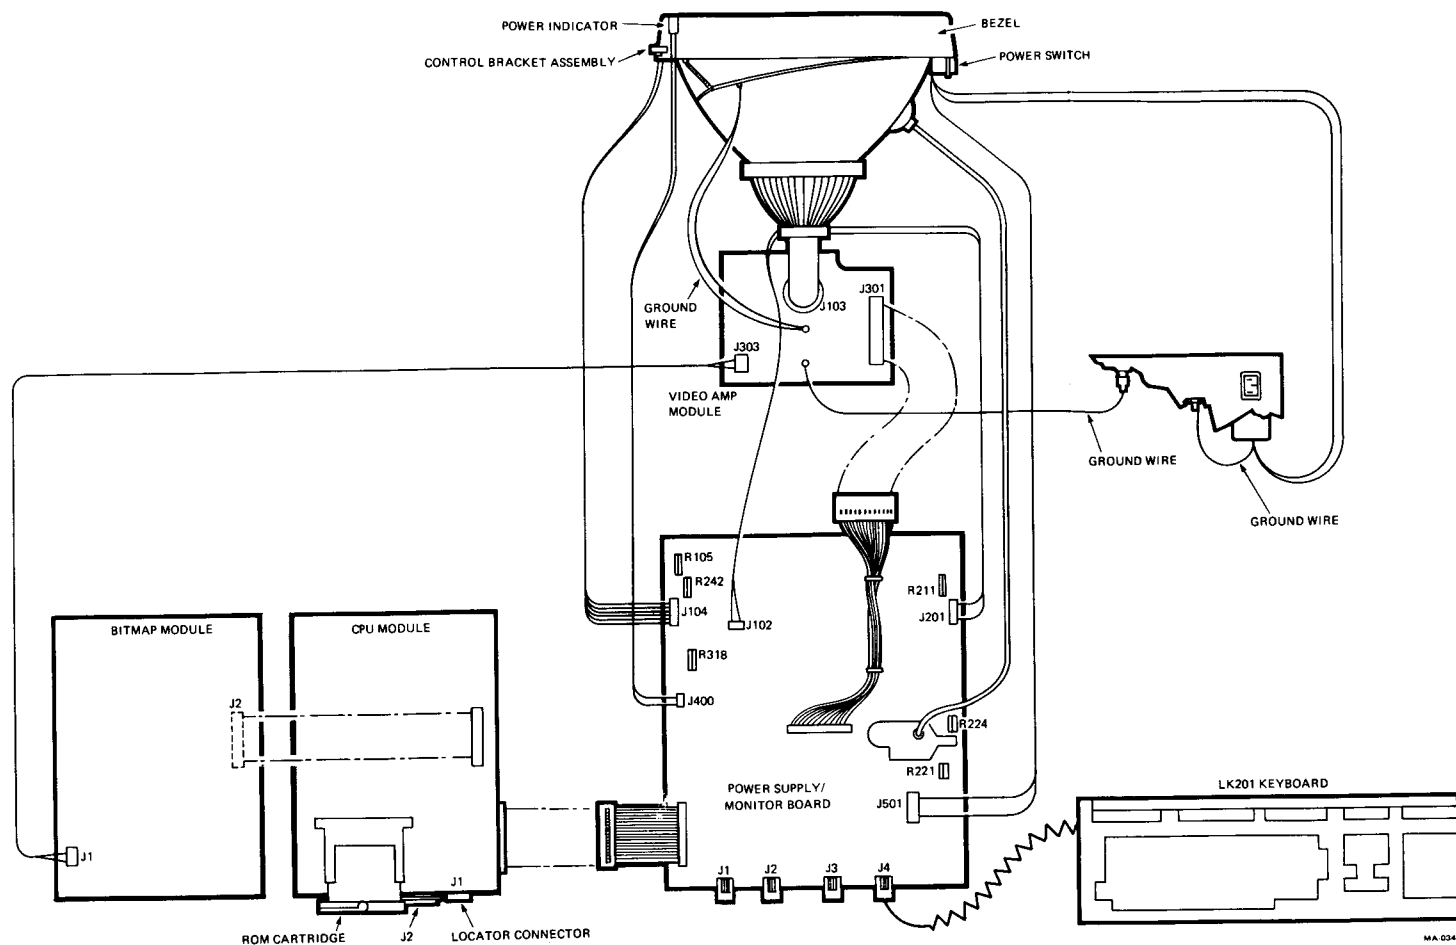 POWER INDICATOR
BEZEL
CONTROL BRACKET ASSEMBLY
POWER SWITCH
GROUND
WIRE
J103
J301
J303
VIDEO AMP
MODULE
GROUND WIRE
GROUND WIRE
R105
R242
J104
J102
R211
J201
R318
J400
R224
R221
POWER SUPPLY/
MONITOR BOARD
J501
BITMAP MODULE
CPU MODULE
J2
J1
J1
ROM CARTRIDGE
J2
LOCATOR CONNECTOR
J1
J2
J3
J4
LK201 KEYBOARD
MA-034